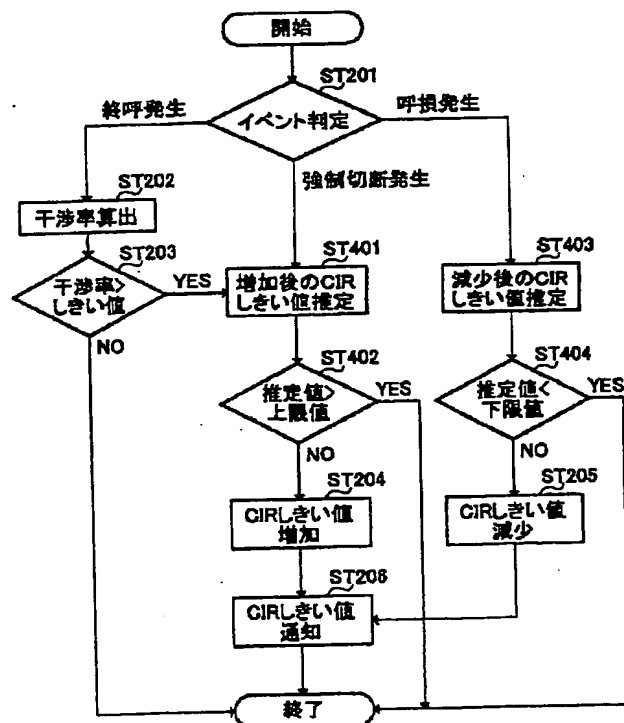 開始
ST201
終呼発生
イベント判定
呼損発生
強制切断発生
ST202
干渉率算出
ST203
干渉率>
しきい値
YES
NO
ST401
増加後のCIR
しきい値推定
ST403
減少後のCIR
しきい値推定
ST402
推定値>
上限値
YES
NO
ST404
推定値<
下限値
YES
NO
ST204
CIRしきい値
増加
ST205
CIRしきい値
減少
ST206
CIRしきい値
通知
終了